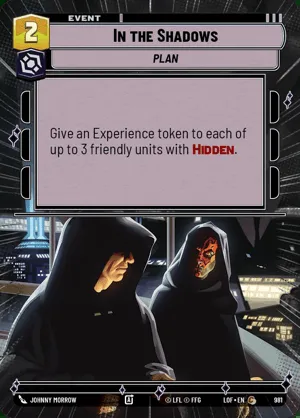 EVENT
2
IN THE SHADOWS
PLAN
Give an Experience token to each of
up to 3 friendly units with HIDDEN.
JOHNNY MORROW
© LFL © FFG
LOF • EN
981